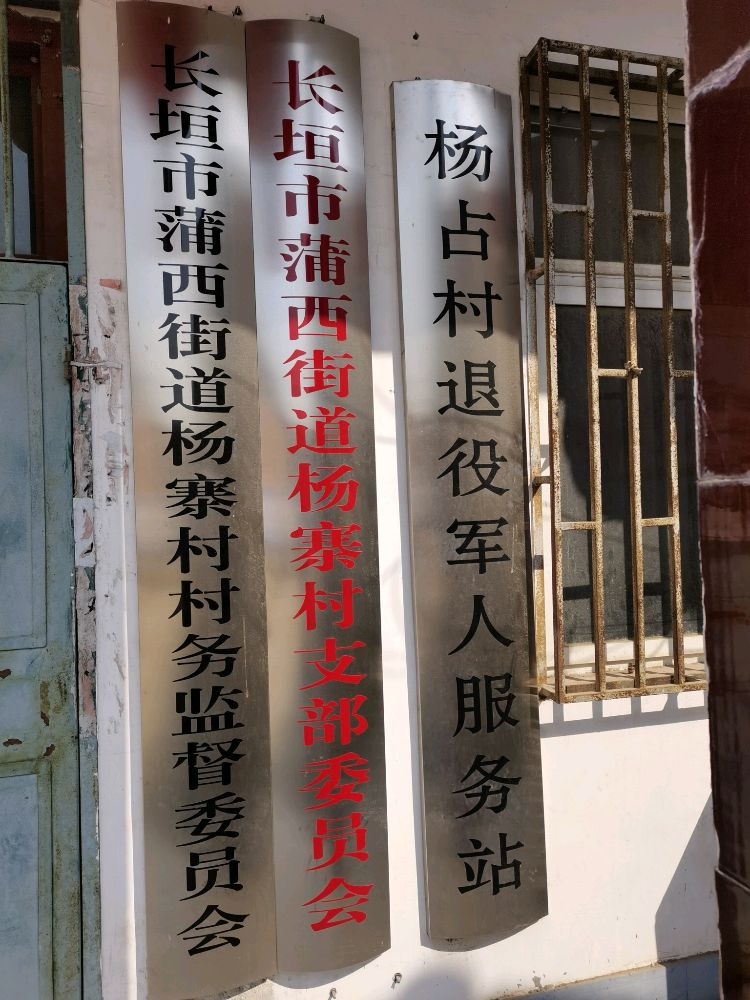 长垣市蒲西街道杨寨村村务监督委员会
长垣市蒲西街道杨寨村支部委员会
杨占村退役军人服务站